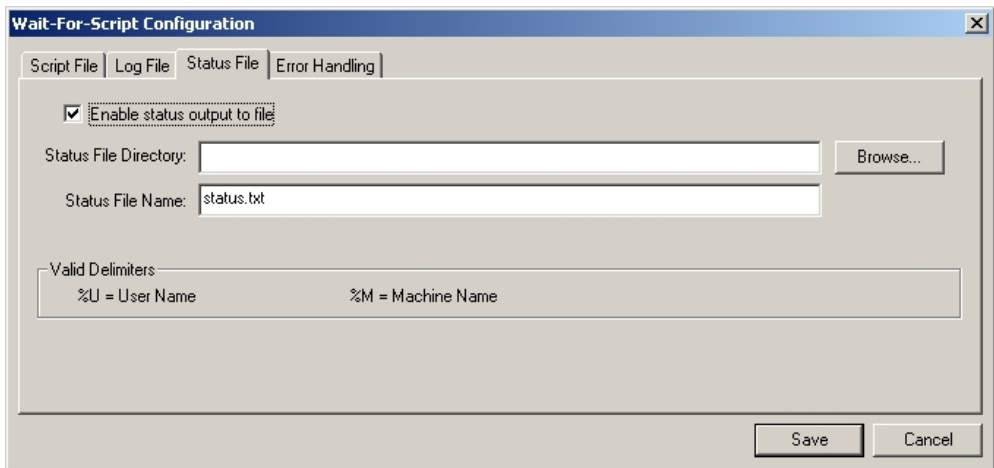 Wait-For-Script Configuration
Script File Log File Status File Error Handling
Enable status output to file
Status File Directory: Browse...
Status File Name: status.txt
Valid Delimiters
%U = User Name %M = Machine Name
Save Cancel